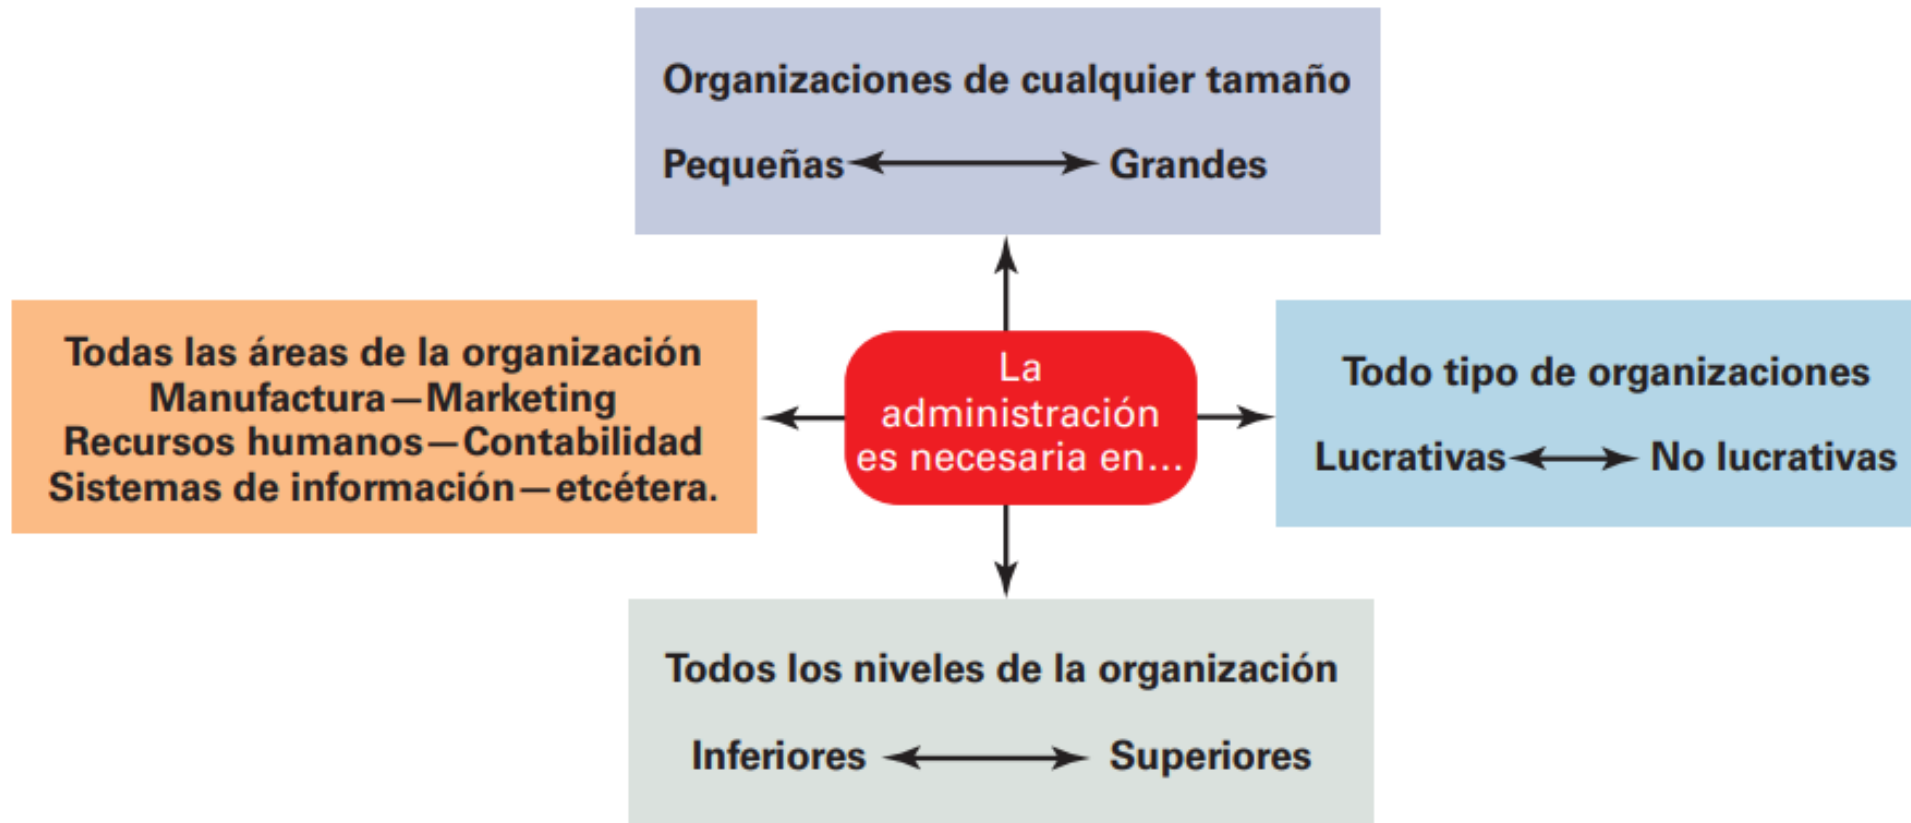 Organizaciones de cualquier tamaño
Pequeñas Grandes
Todas las áreas de la organización
Manufactura—Marketing
Recursos humanos—Contabilidad
Sistemas de información—etcétera.
La
administración
es necesaria en...
Todo tipo de organizaciones
Lucrativas No lucrativas
Todos los niveles de la organización
Inferiores Superiores